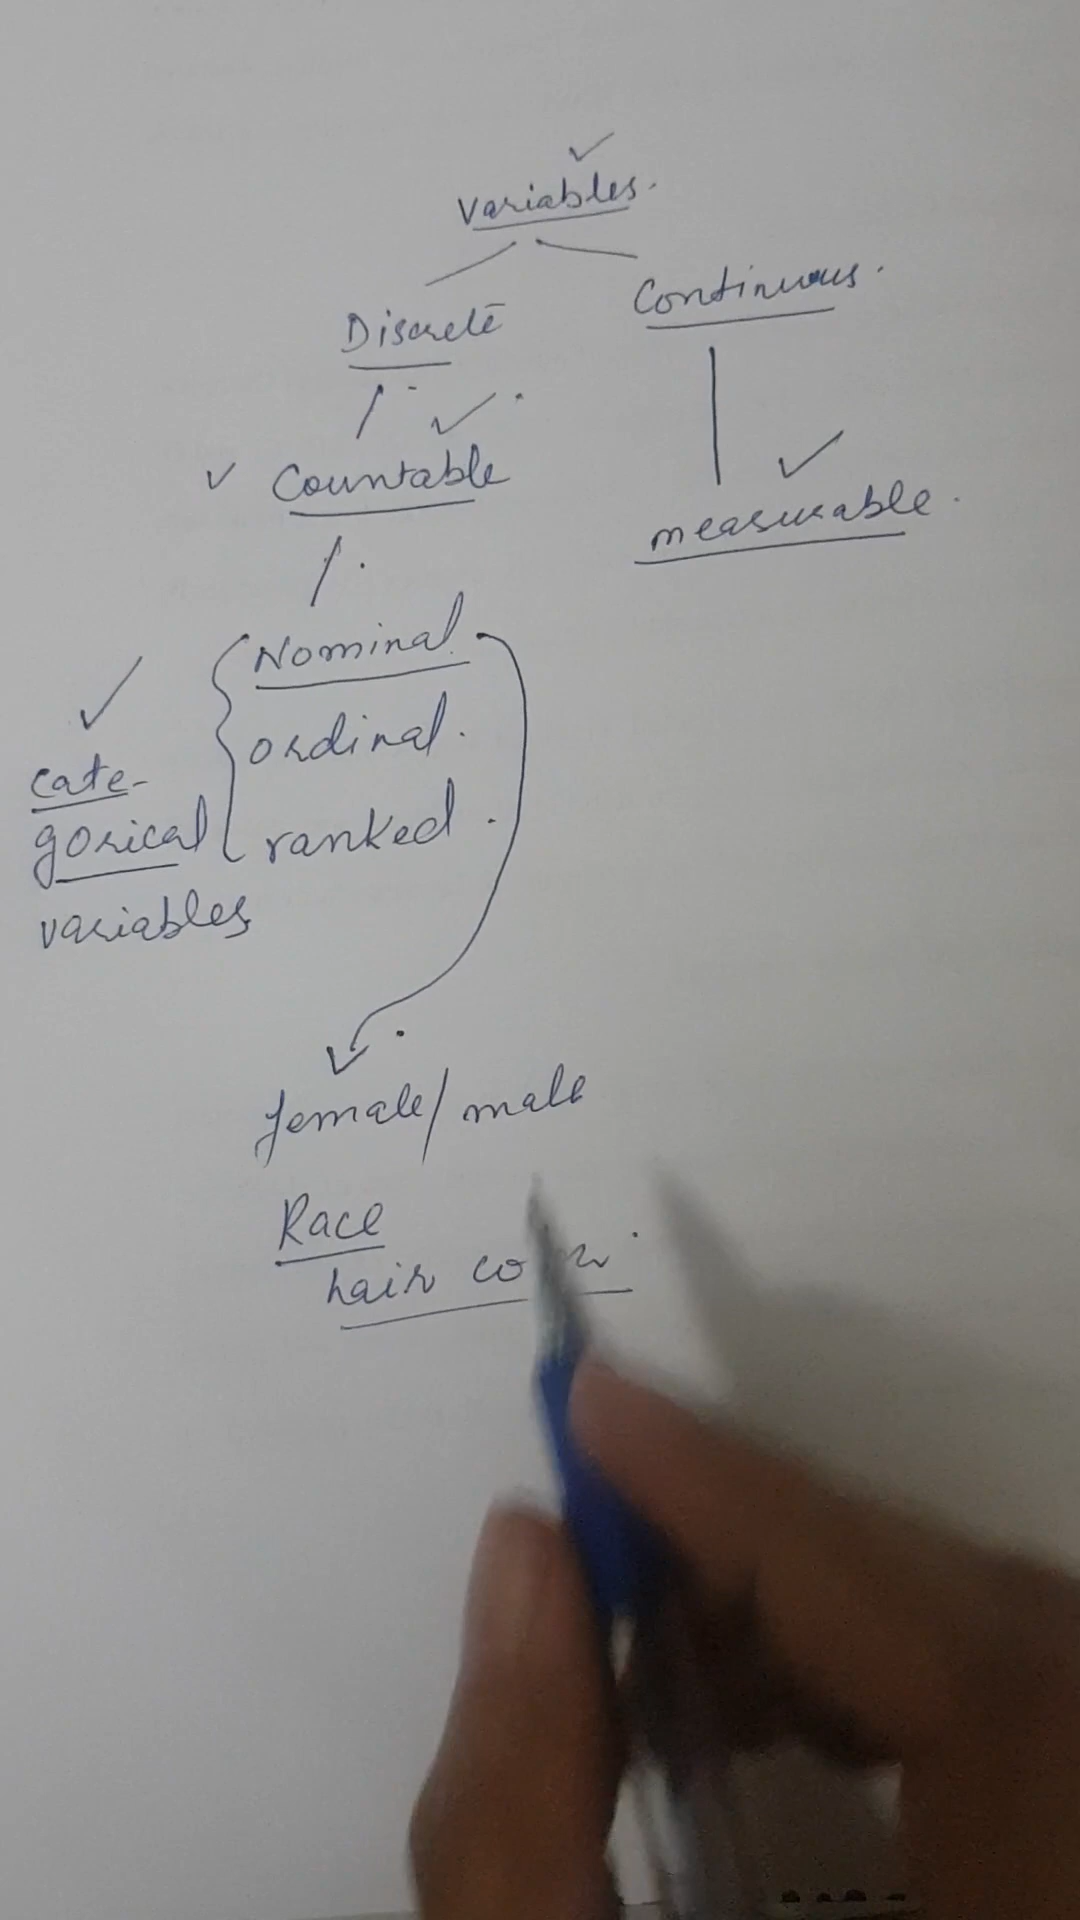 Variables.
Discrete
Continuous.
Countable
measurable.
Nominal
ordinal.
ranked.
cate-
gorical
variables
female/male
Race
hair